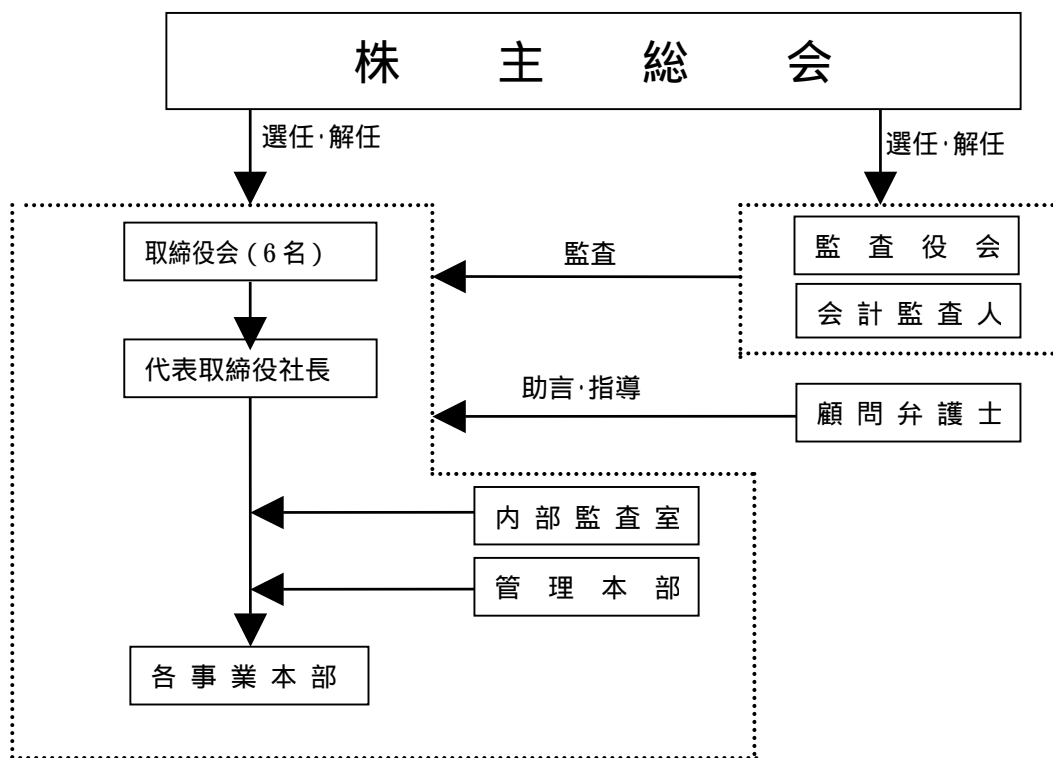 株主総会
選任·解任
選任·解任
取締役会(6名)
監査役会
監査
会計監査人
代表取締役社長
助言·指導
顧問弁護士
内部監査室
管理本部
各事業本部